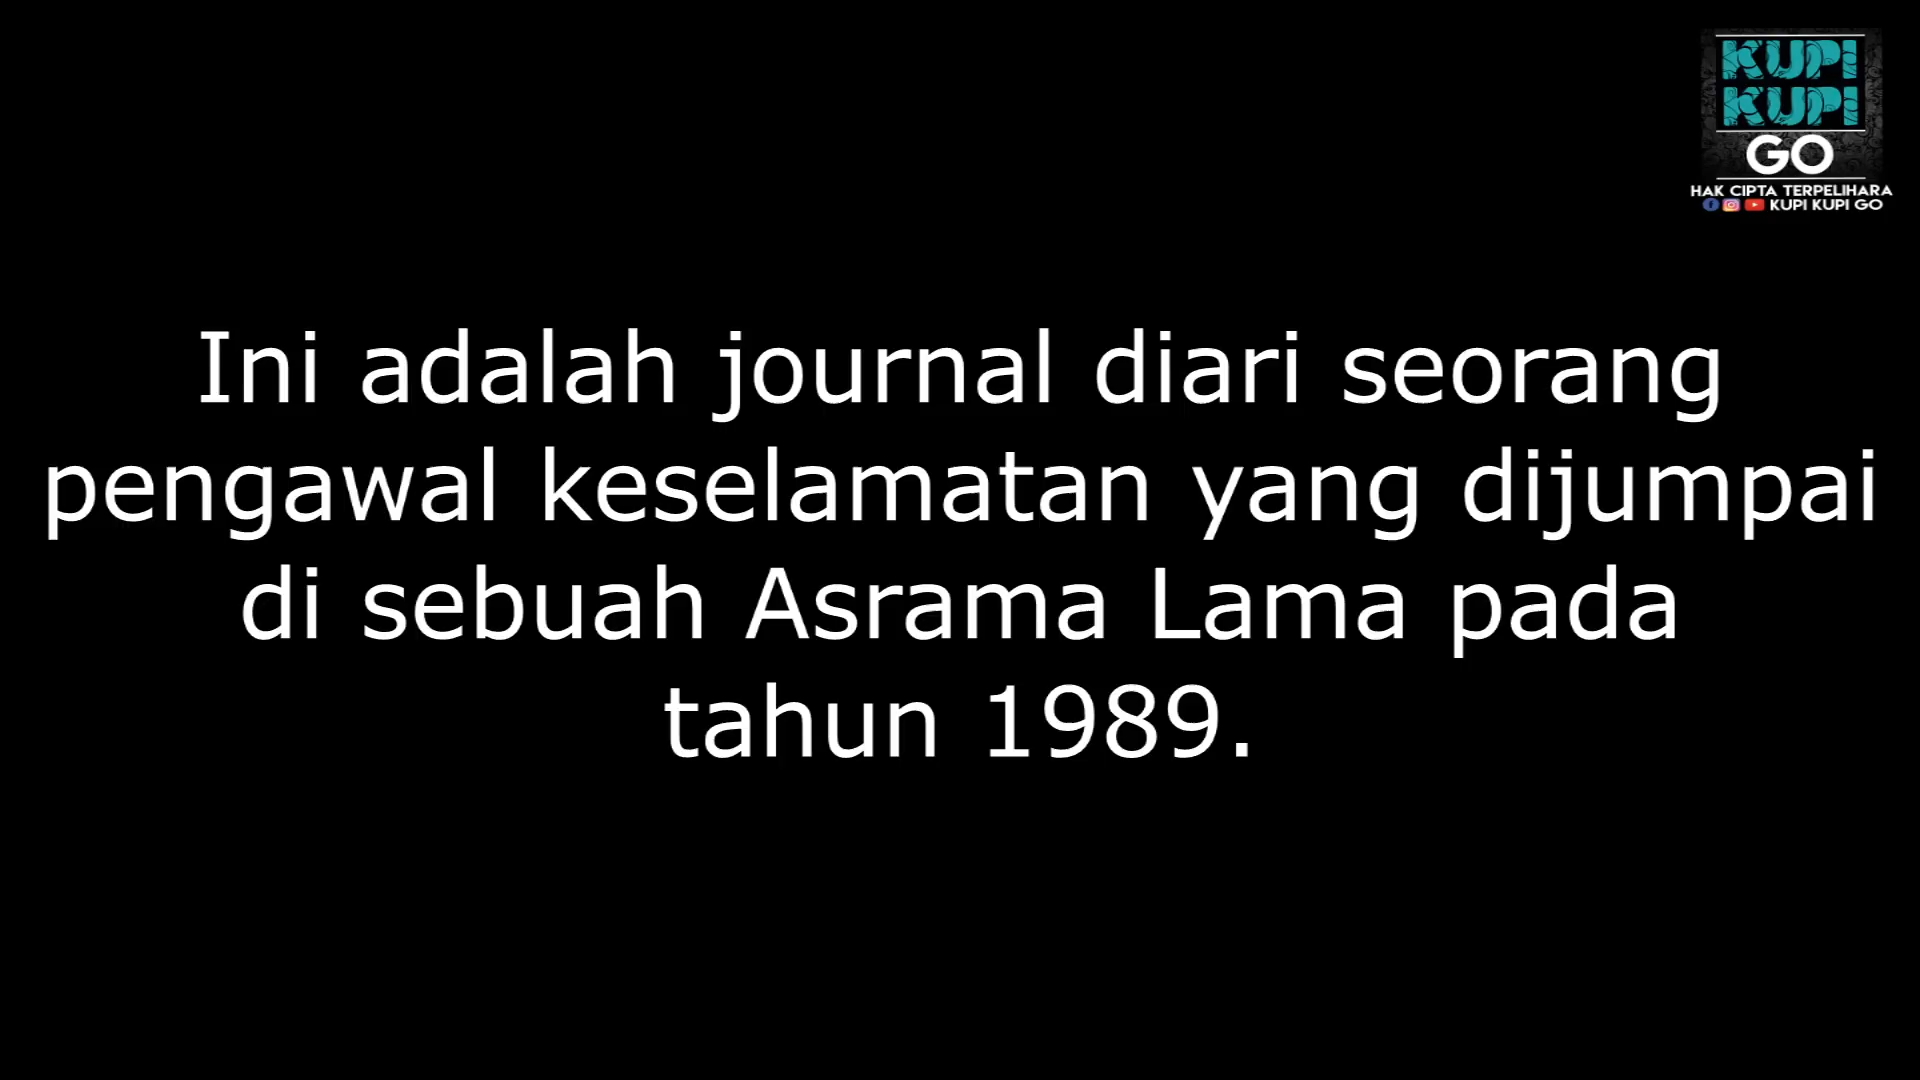 KUPI
KUPI
GO
HAK CIPTA TERPELIHARA
KUPI KUPI GO
Ini adalah journal diari seorang
pengawal keselamatan yang dijumpai
di sebuah Asrama Lama pada
tahun 1989.